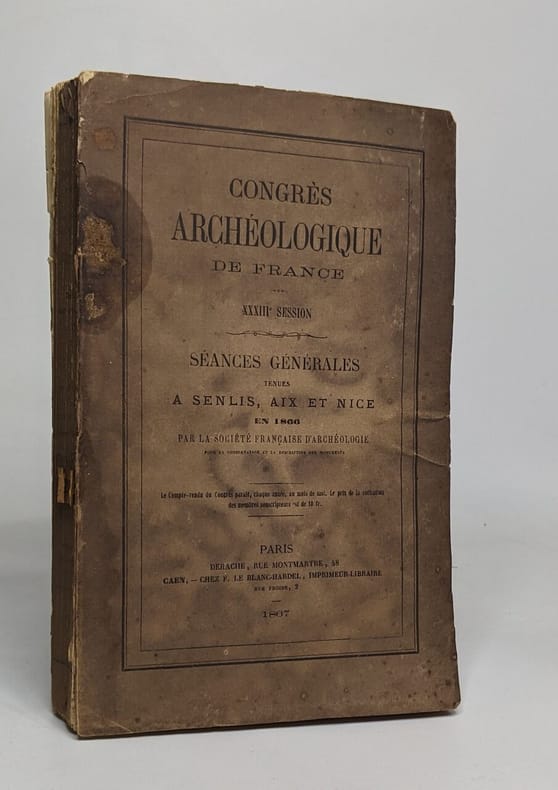 CONGRÈS
ARCHÉOLOGIQUE
DE FRANCE
XXXIIIe SESSION
SÉANCES GÉNÉRALES
TENUES
A SENLIS, AIX ET NICE
EN 1866
PAR LA SOCIÉTÉ FRANÇAISE D'ARCHÉOLOGIE
POUR LA CONSERVATION ET LA DESCRIPTION DES MONUMENTS
Le Compte-rendu du Congrès paraît, chaque année, au mois de mai. Le prix de la cotisation
des membres souscripteurs est de 10 fr.
PARIS
DERACHE, RUE MONTMARTRE, 48
CAEN, — CHEZ F. LE BLANC-HARDEL, IMPRIMEUR-LIBRAIRE
RUE FROIDE, 2
1867